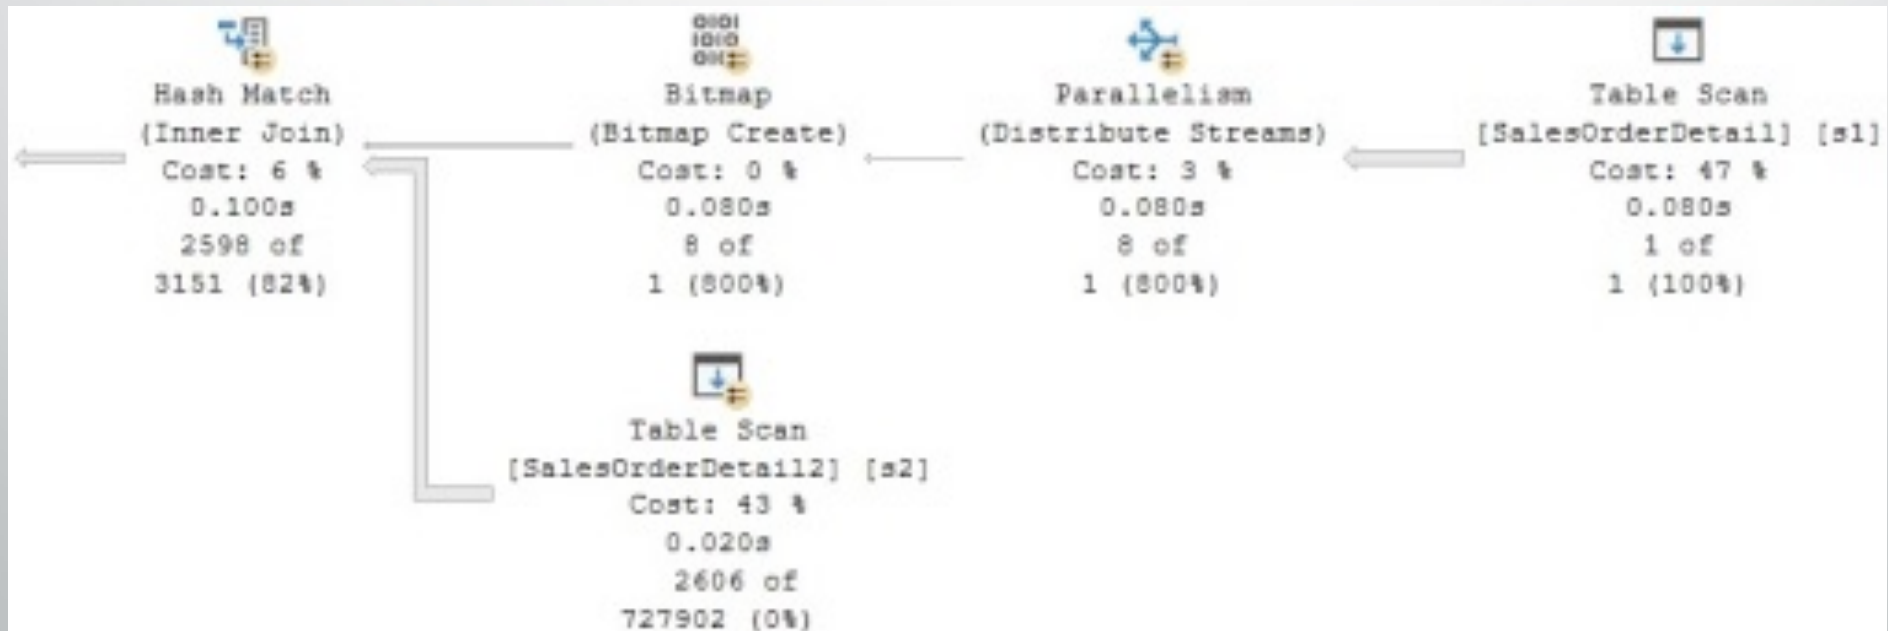 Hash Match
(Inner Join)
Cost: 6 %
0.100s
2598 of
3151 (82%)
Bitmap
(Bitmap Create)
Cost: 0 %
0.080s
8 of
1 (800%)
Parallelism
(Distribute Streams)
Cost: 3 %
0.080s
8 of
1 (800%)
Table Scan
[SalesOrderDetail] [s1]
Cost: 47 %
0.080s
1 of
1 (100%)
Table Scan
[SalesOrderDetail2] [s2]
Cost: 43 %
0.020s
2606 of
727902 (0%)